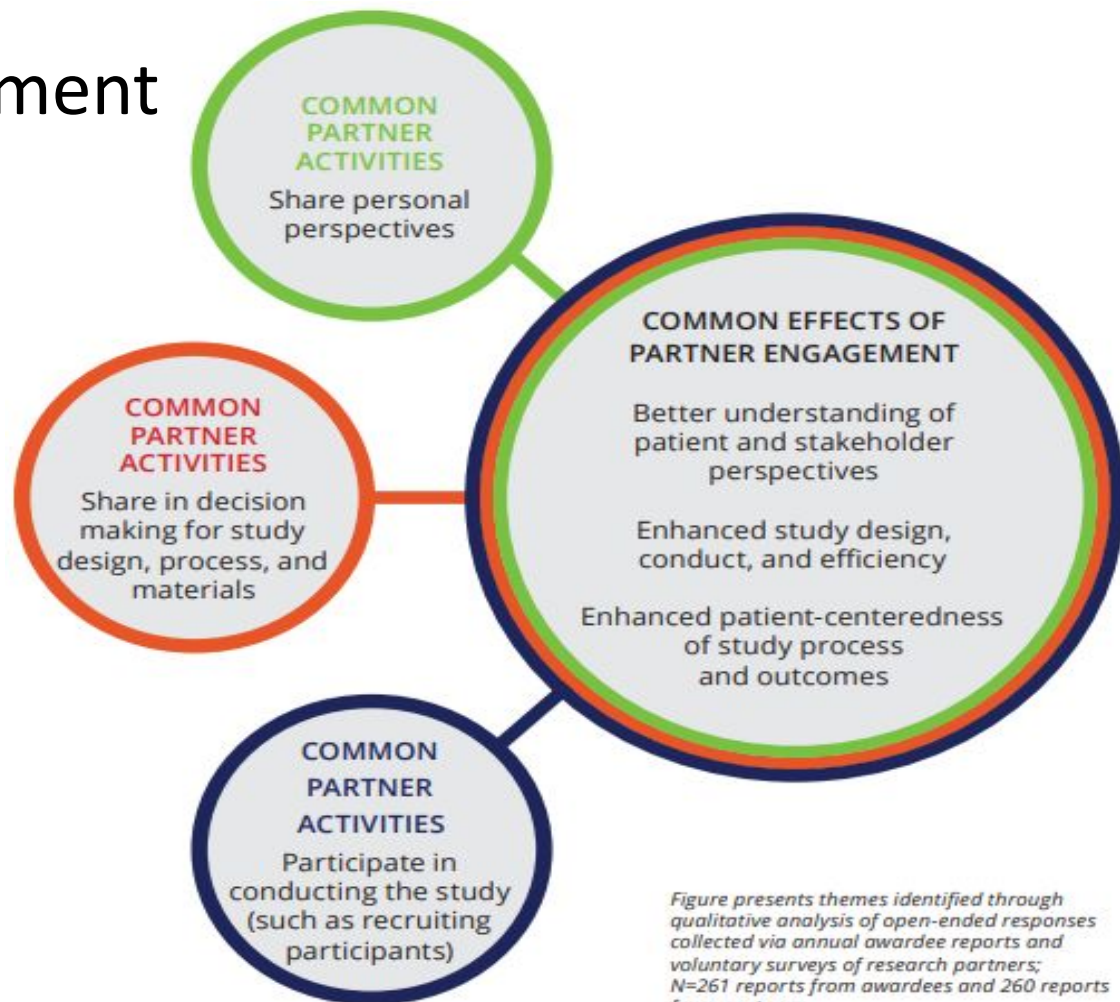 ment
COMMON
PARTNER
ACTIVITIES
Share personal
perspectives
COMMON
PARTNER
ACTIVITIES
Share in decision
making for study
design, process, and
materials
COMMON
PARTNER
ACTIVITIES
Participate in
conducting the study
(such as recruiting
participants)
COMMON EFFECTS OF
PARTNER ENGAGEMENT
Better understanding of
patient and stakeholder
perspectives
Enhanced study design,
conduct, and efficiency
Enhanced patient-centeredness
of study process
and outcomes
Figure presents themes identified through
qualitative analysis of open-ended responses
collected via annual awardee reports and
voluntary surveys of research partners;
N=261 reports from awardees and 260 reports